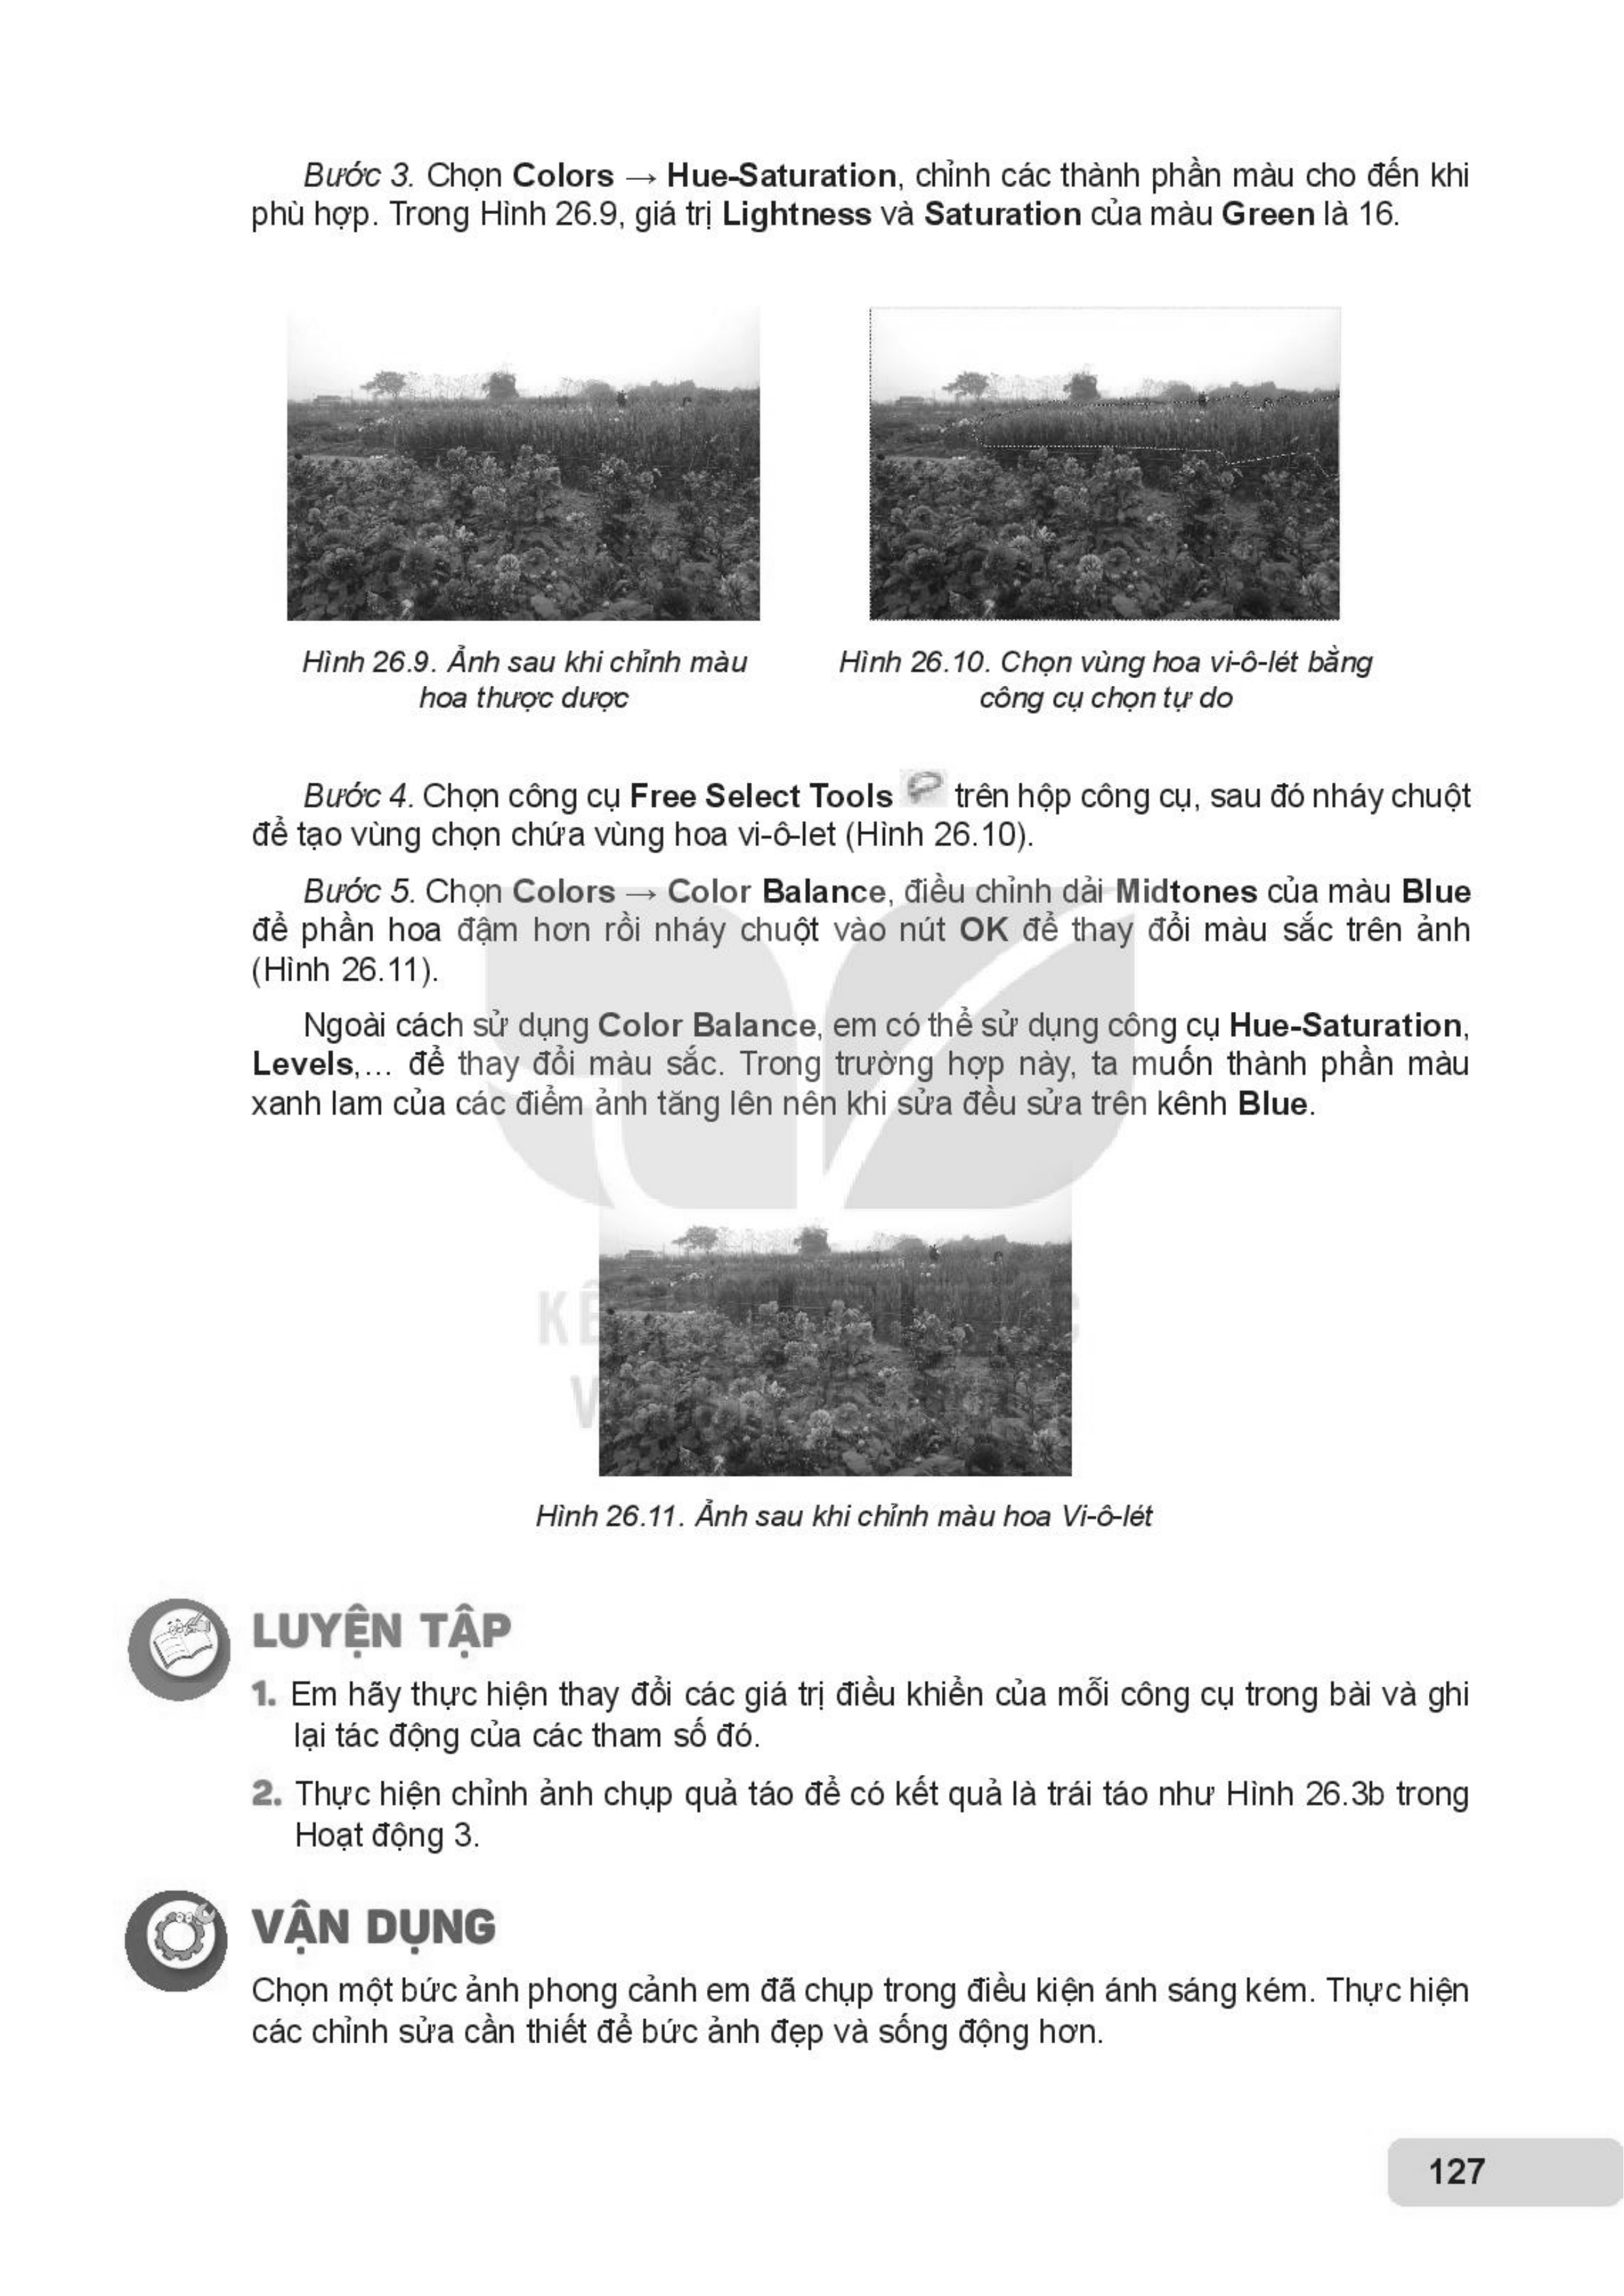 Bước 3. Chọn Colors → Hue-Saturation, chỉnh các thành phần màu cho đến khi
phù hợp. Trong Hình 26.9, giá trị Lightness và Saturation của màu Green là 16.
Hình 26.9. Ảnh sau khi chỉnh màu
hoa thược dược
Hình 26.10. Chọn vùng hoa vi-ô-lét bằng
công cụ chọn tự do
Bước 4. Chọn công cụ Free Select Tools trên hộp công cụ, sau đó nháy chuột
để tạo vùng chọn chứa vùng hoa vi-ô-let (Hình 26.10).
Bước 5. Chọn Colors → Color Balance, điều chỉnh dải Midtones của màu Blue
để phần hoa đậm hơn rồi nháy chuột vào nút OK để thay đổi màu sắc trên ảnh
(Hình 26.11).
Ngoài cách sử dụng Color Balance, em có thể sử dụng công cụ Hue-Saturation,
Levels,... để thay đổi màu sắc. Trong trường hợp này, ta muốn thành phần màu
xanh lam của các điểm ảnh tăng lên nên khi sửa đều sửa trên kênh Blue.
Hình 26.11. Ảnh sau khi chỉnh màu hoa Vi-ô-lét
LUYỆN TẬP
1. Em hãy thực hiện thay đổi các giá trị điều khiển của mỗi công cụ trong bài và ghi
lại tác động của các tham số đó.
2. Thực hiện chỉnh ảnh chụp quả táo để có kết quả là trái táo như Hình 26.3b trong
Hoạt động 3.
VẬN DỤNG
Chọn một bức ảnh phong cảnh em đã chụp trong điều kiện ánh sáng kém. Thực hiện
các chỉnh sửa cần thiết để bức ảnh đẹp và sống động hơn.
127